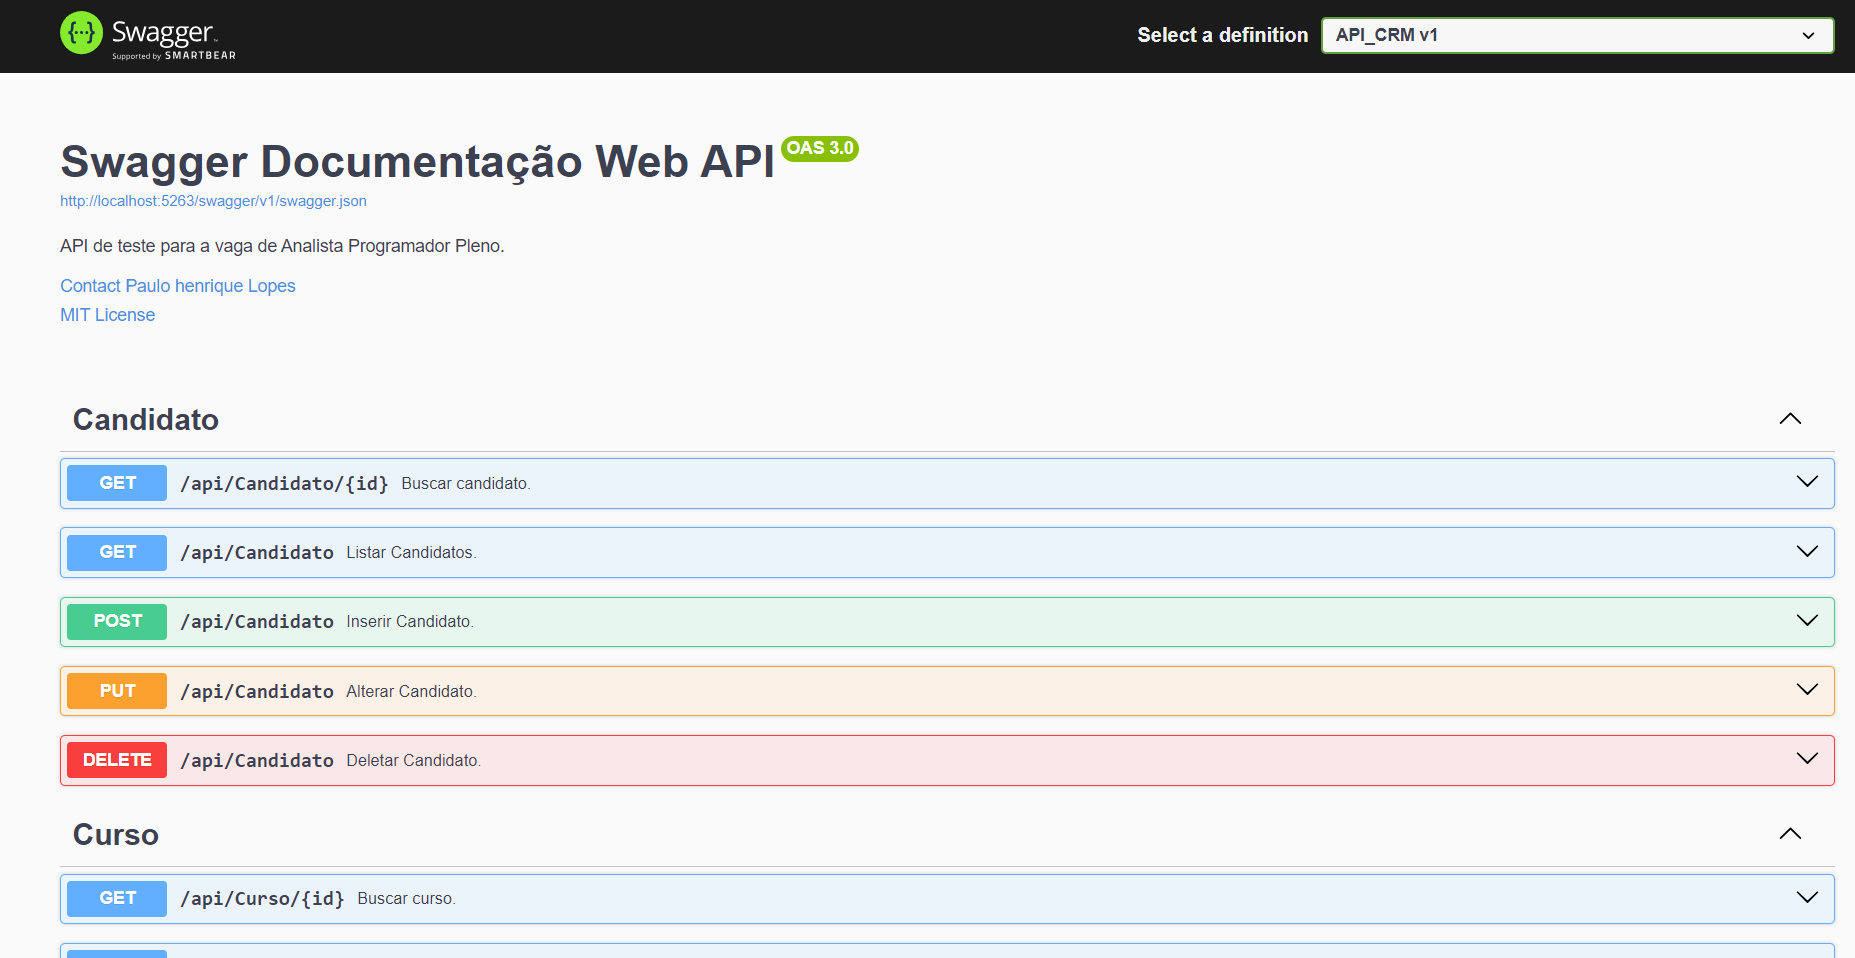 Swagger
Supported by SMARTBEAR
Select a definition
API_CRM v1
Swagger Documentação Web API OAS 3.0
http://localhost:5263/swagger/v1/swagger.json
API de teste para a vaga de Analista Programador Pleno.
Contact Paulo henrique Lopes
MIT License
Candidato
GET /api/Candidato/{id} Buscar candidato.
GET /api/Candidato Listar Candidatos.
POST /api/Candidato Inserir Candidato.
PUT /api/Candidato Alterar Candidato.
DELETE /api/Candidato Deletar Candidato.
Curso
GET /api/Curso/{id} Buscar curso.